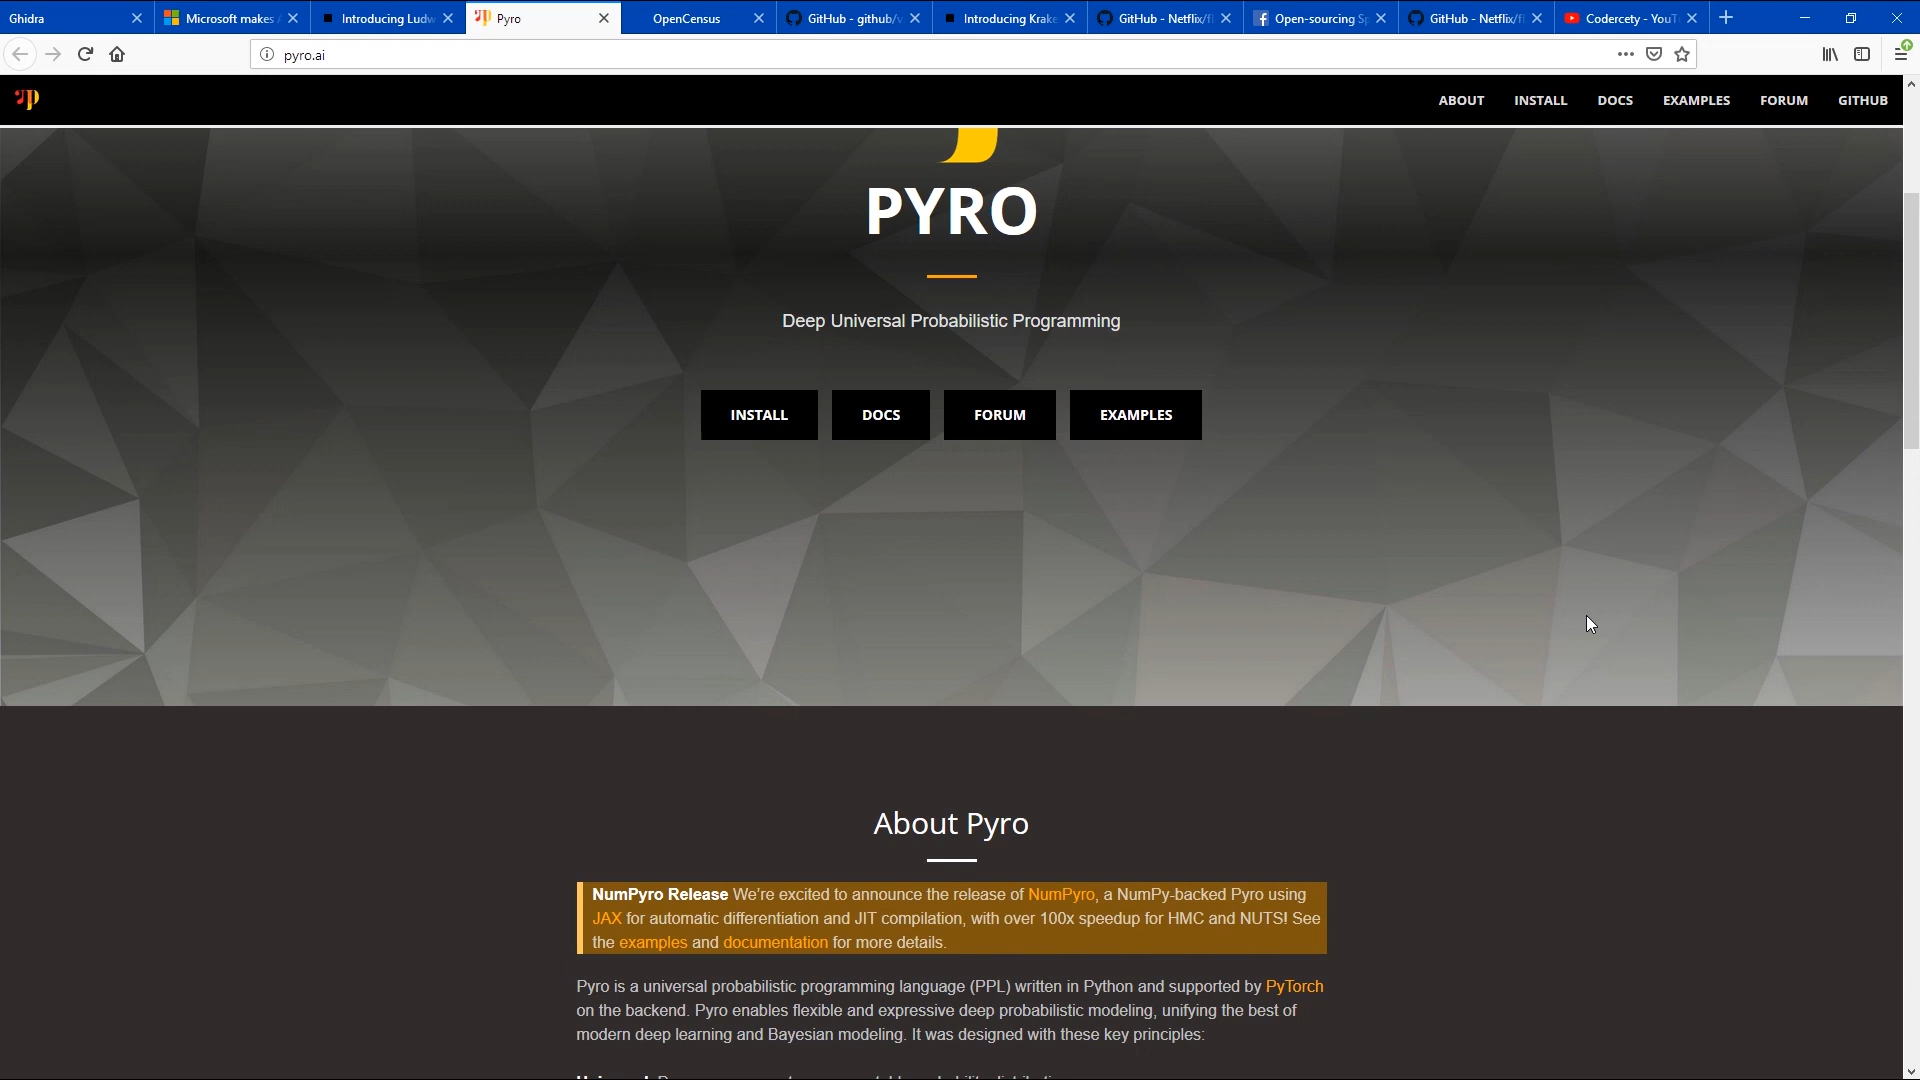 Ghidra
Microsoft makes
Introducing Ludw
Pyro
OpenCensus
GitHub - github/v
Introducing Krake
GitHub - Netflix/fl
Open-sourcing Sp
GitHub - Netflix/fl
Codercety - YouT
pyro.ai
ABOUT
INSTALL
DOCS
EXAMPLES
FORUM
GITHUB
PYRO
Deep Universal Probabilistic Programming
INSTALL
DOCS
FORUM
EXAMPLES
About Pyro
NumPyro Release We're excited to announce the release of NumPyro, a NumPy-backed Pyro using
JAX for automatic differentiation and JIT compilation, with over 100x speedup for HMC and NUTS! See
the examples and documentation for more details.
Pyro is a universal probabilistic programming language (PPL) written in Python and supported by PyTorch
on the backend. Pyro enables flexible and expressive deep probabilistic modeling, unifying the best of
modern deep learning and Bayesian modeling. It was designed with these key principles: